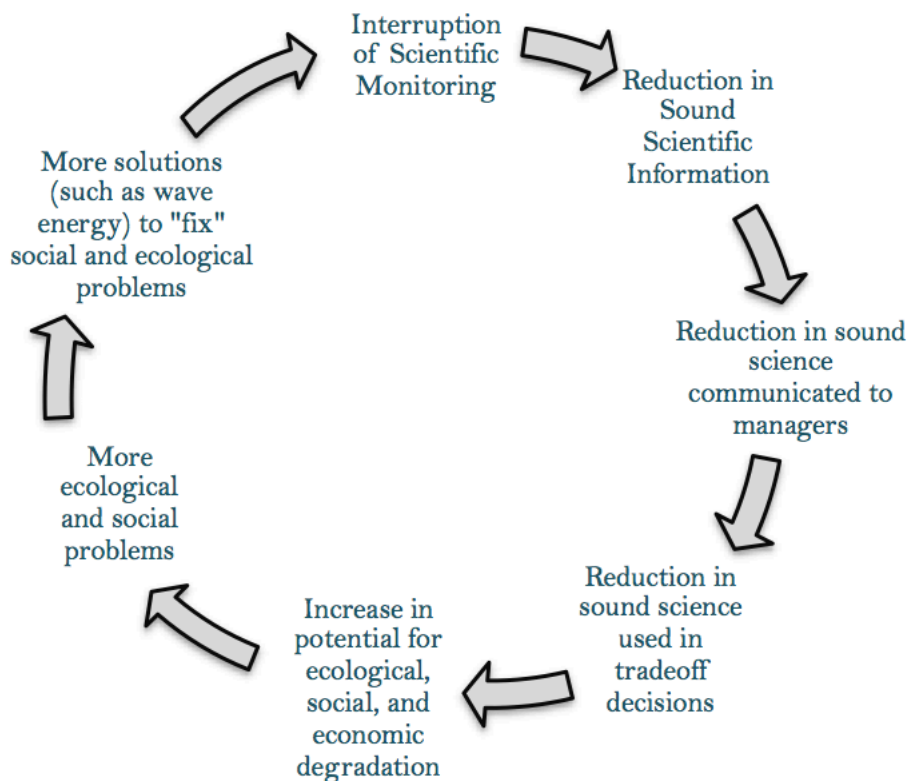 Interruption
of Scientific
Monitoring
Reduction in
Sound
Scientific
Information
Reduction in sound
science
communicated to
managers
Reduction in
sound science
used in
tradeoff
decisions
Increase in
potential for
ecological,
social, and
economic
degradation
More
ecological
and social
problems
More solutions
(such as wave
energy) to "fix"
social and ecological
problems